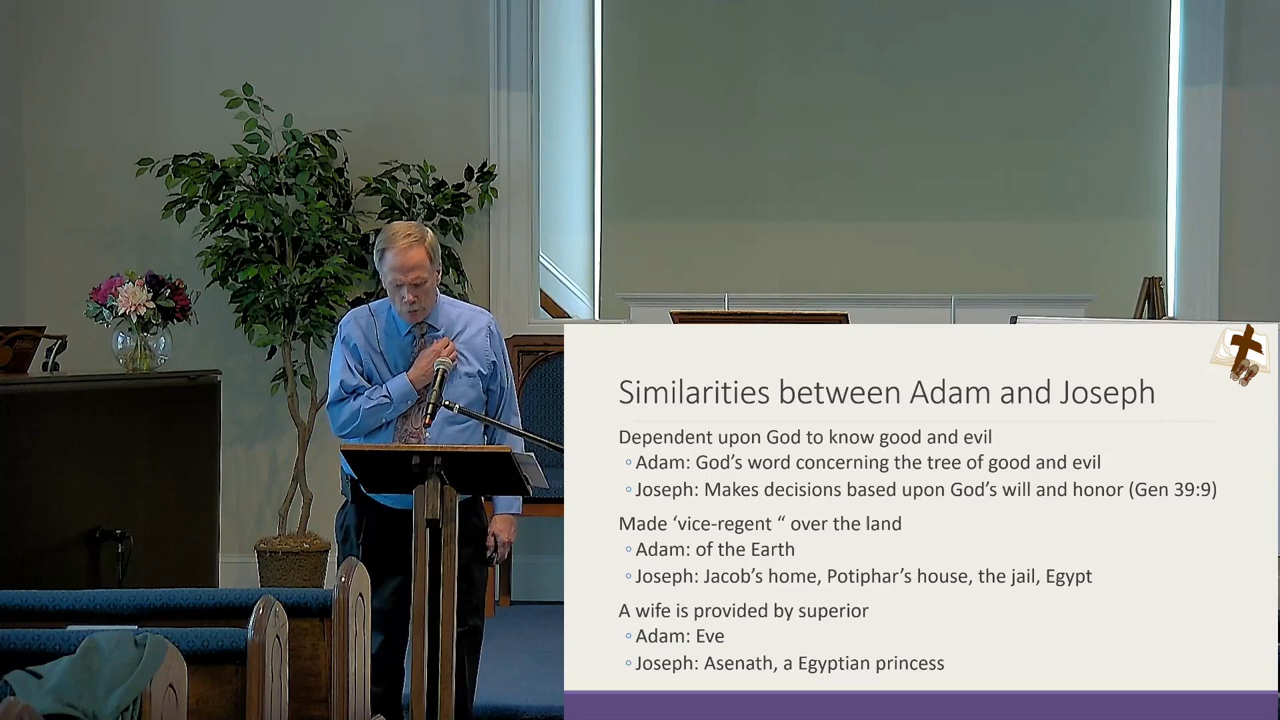 Similarities between Adam and Joseph
Dependent upon God to know good and evil
◦Adam: God’s word concerning the tree of good and evil
◦Joseph: Makes decisions based upon God’s will and honor (Gen 39:9)
Made ‘vice-regent “ over the land
◦Adam: of the Earth
◦Joseph: Jacob’s home, Potiphar’s house, the jail, Egypt
A wife is provided by superior
◦Adam: Eve
◦Joseph: Asenath, a Egyptian princess